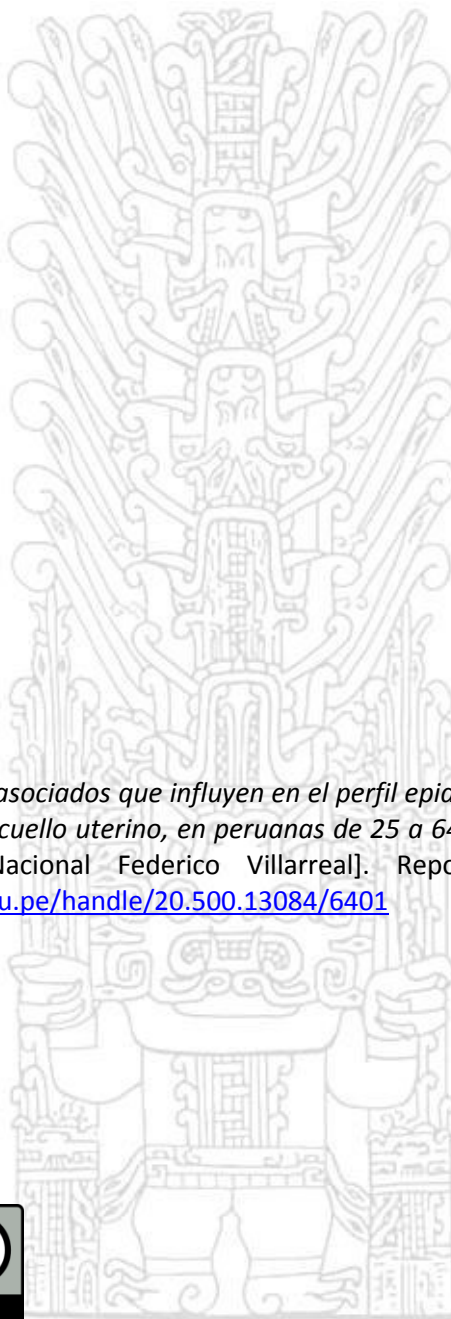 asociados que influyen en el perfil epid
cuello uterino, en peruanas de 25 a 64
Nacional Federico Villarreal]. Repo
u.pe/handle/20.500.13084/6401